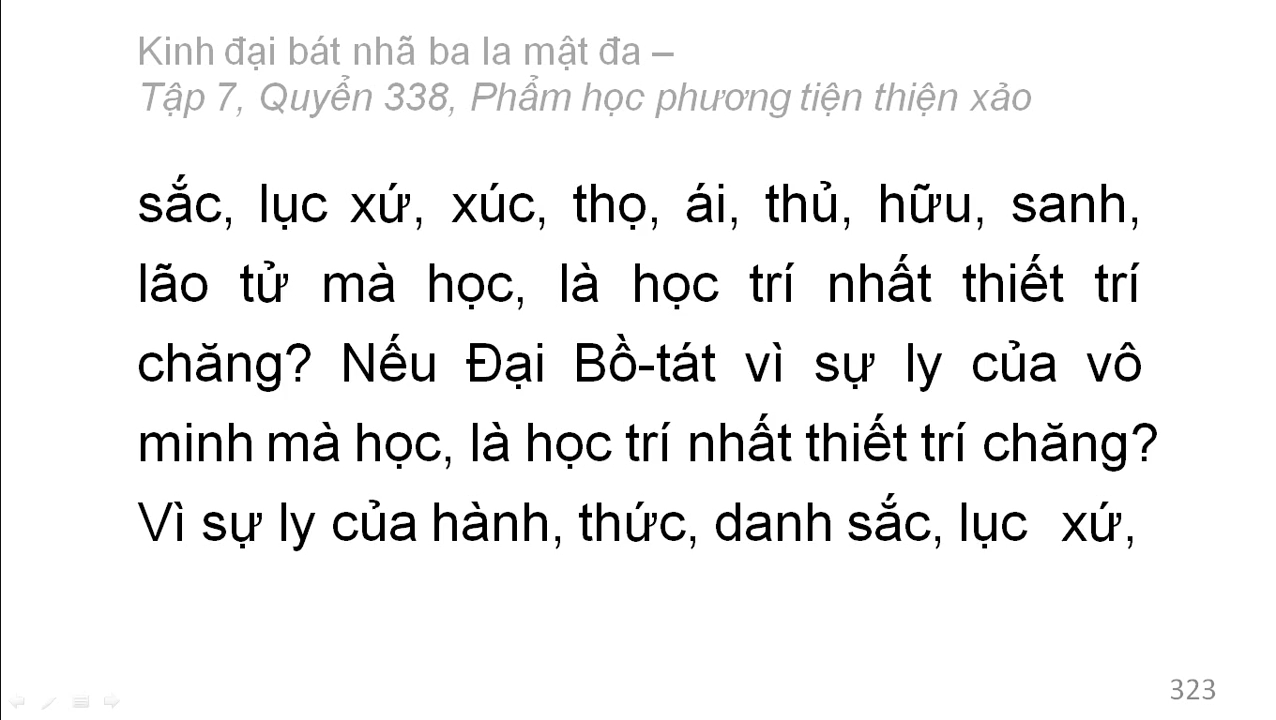 Kinh đại bát nhã ba la mật đa –
Tập 7, Quyển 338, Phẩm học phương tiện thiện xảo
sắc, lục xứ, xúc, thọ, ái, thủ, hữu, sanh,
lão tử mà học, là học trí nhất thiết trí
chăng? Nếu Đại Bồ-tát vì sự ly của vô
minh mà học, là học trí nhất thiết trí chăng?
Vì sự ly của hành, thức, danh sắc, lục xứ,
323